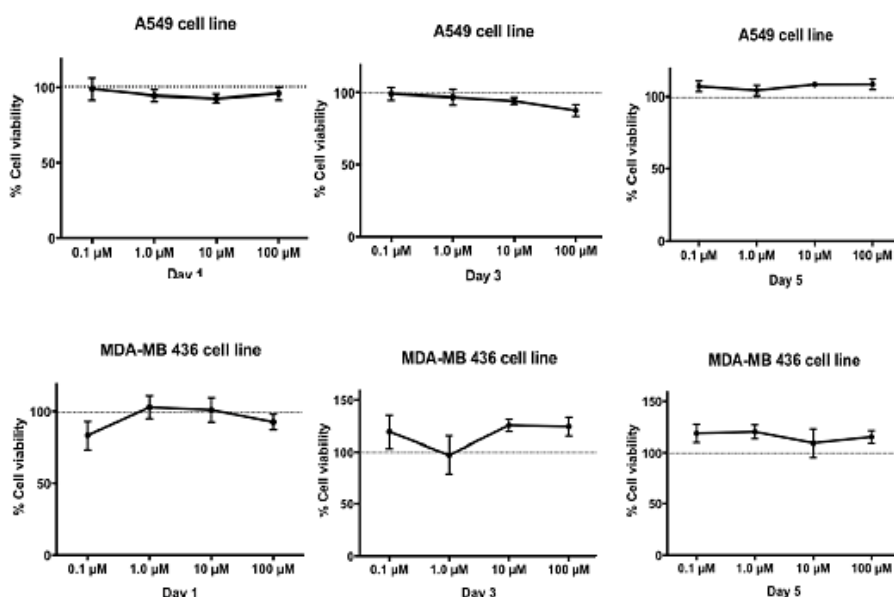 A549 cell line
A549 cell line
A549 cell line
% Cell viability
100
50
0
0.1 µM 1.0 µM 10 µM 100 µM
% Cell viability
100
50
0
0.1 µM 1.0 µM 10 µM 100 µM
Day 3
% Cell viability
100
50
0
0.1 µM 1.0 µM 10 µM 100 µM
Day 5
MDA-MB 436 cell line
MDA-MB 436 cell line
MDA-MB 436 cell line
% Cell viability
100
50
0
0.1 µM 1.0 µM 10 µM 100 µM
Day 1
% Cell viability
150
100
50
0
0.1 µM 1.0 µM 10 µM 100 µM
Day 3
% Cell viability
150
100
50
0
0.1 µM 1.0 µM 10 µM 100 µM
Day 5